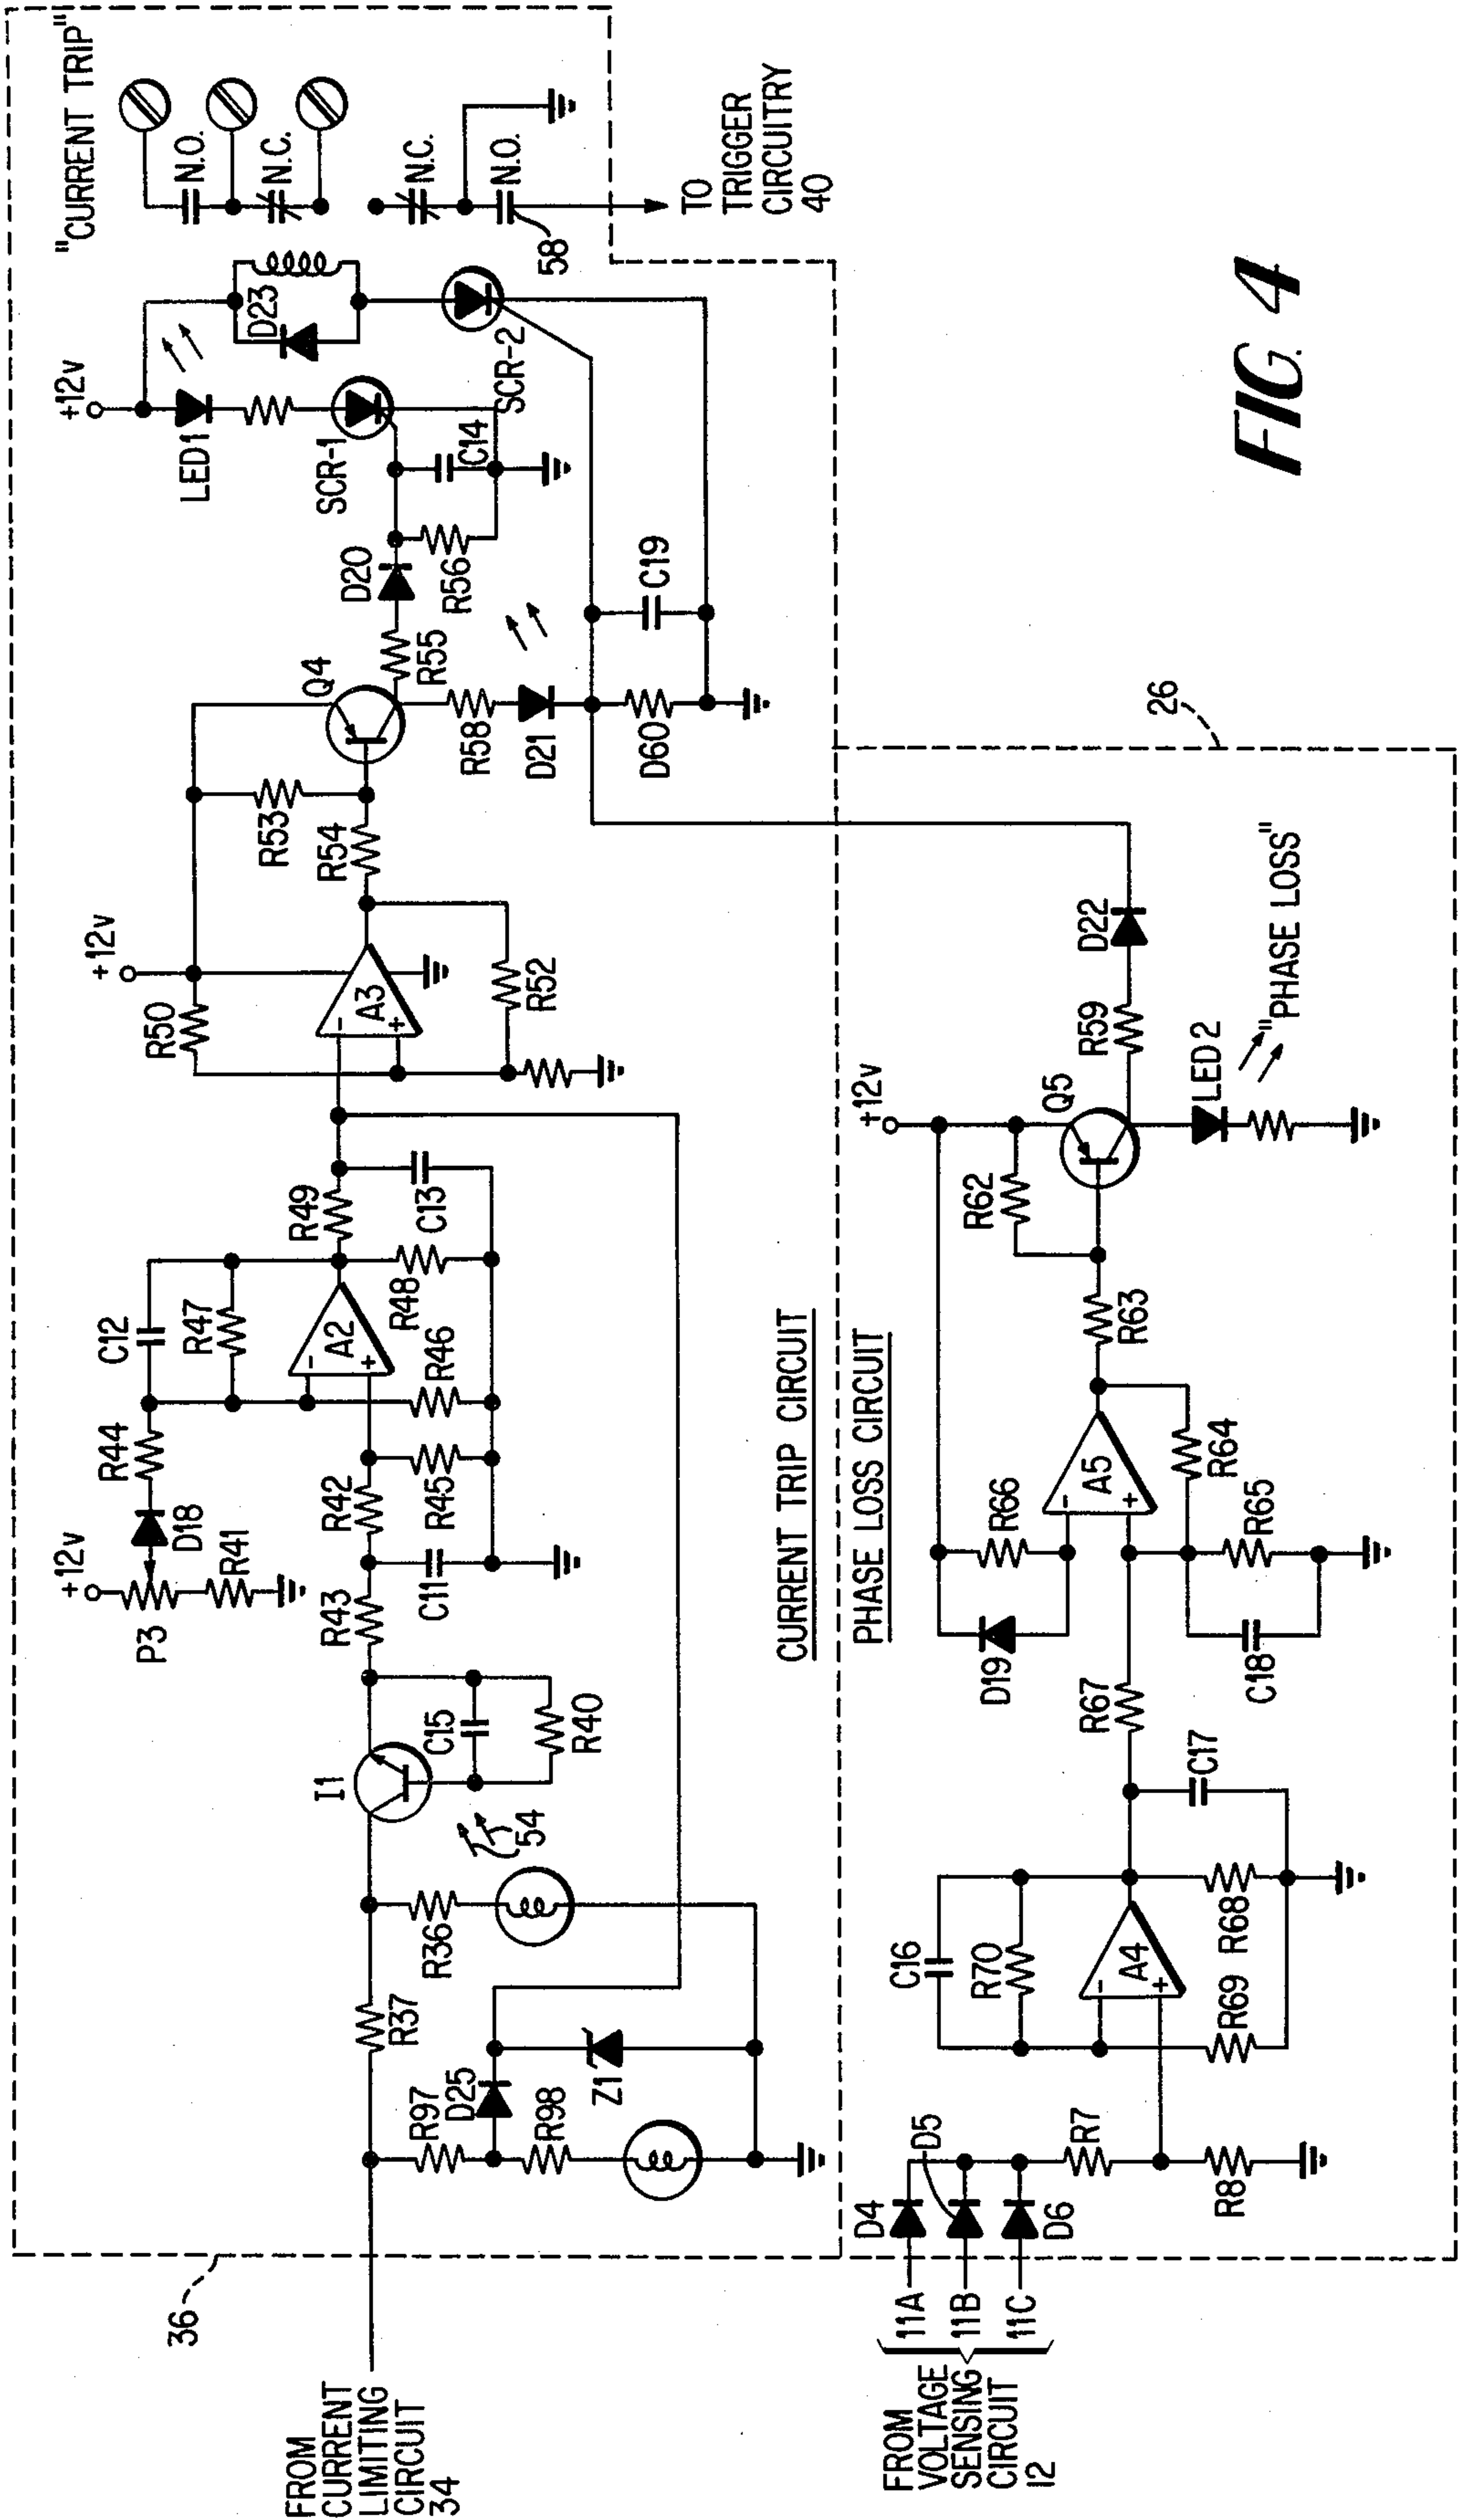 FROM
CURRENT
LIMITING
CIRCUIT
34
36
R97
D25
R98
Z1
R37
R36
54
I1
C15
R40
R43
C11
R42
R45
P3
+12v
D18
R41
R44
C12
R47
A2
-
+
R46
R48
R49
C13
R50
+12v
A3
-
+
R52
R53
R54
Q4
R55
R58
D21
D60
C19
D20
R56
C14
SCR-1
LED1
+12v
D23
SCR-2
"CURRENT TRIP"
N.O.
N.C.
N.C.
N.O.
58
TO
TRIGGER
CIRCUITRY
40
CURRENT TRIP CIRCUIT
PHASE LOSS CIRCUIT
26
FROM
VOLTAGE
SENSING
CIRCUIT
12
11A
11B
11C
D4
D5
D6
R7
R8
C16
R70
A4
-
+
R69
R68
C17
R67
D19
R66
C18
R65
R64
A5
-
+
R63
R62
+12v
Q5
R59
D22
LED2
"PHASE LOSS"
FIG. 4